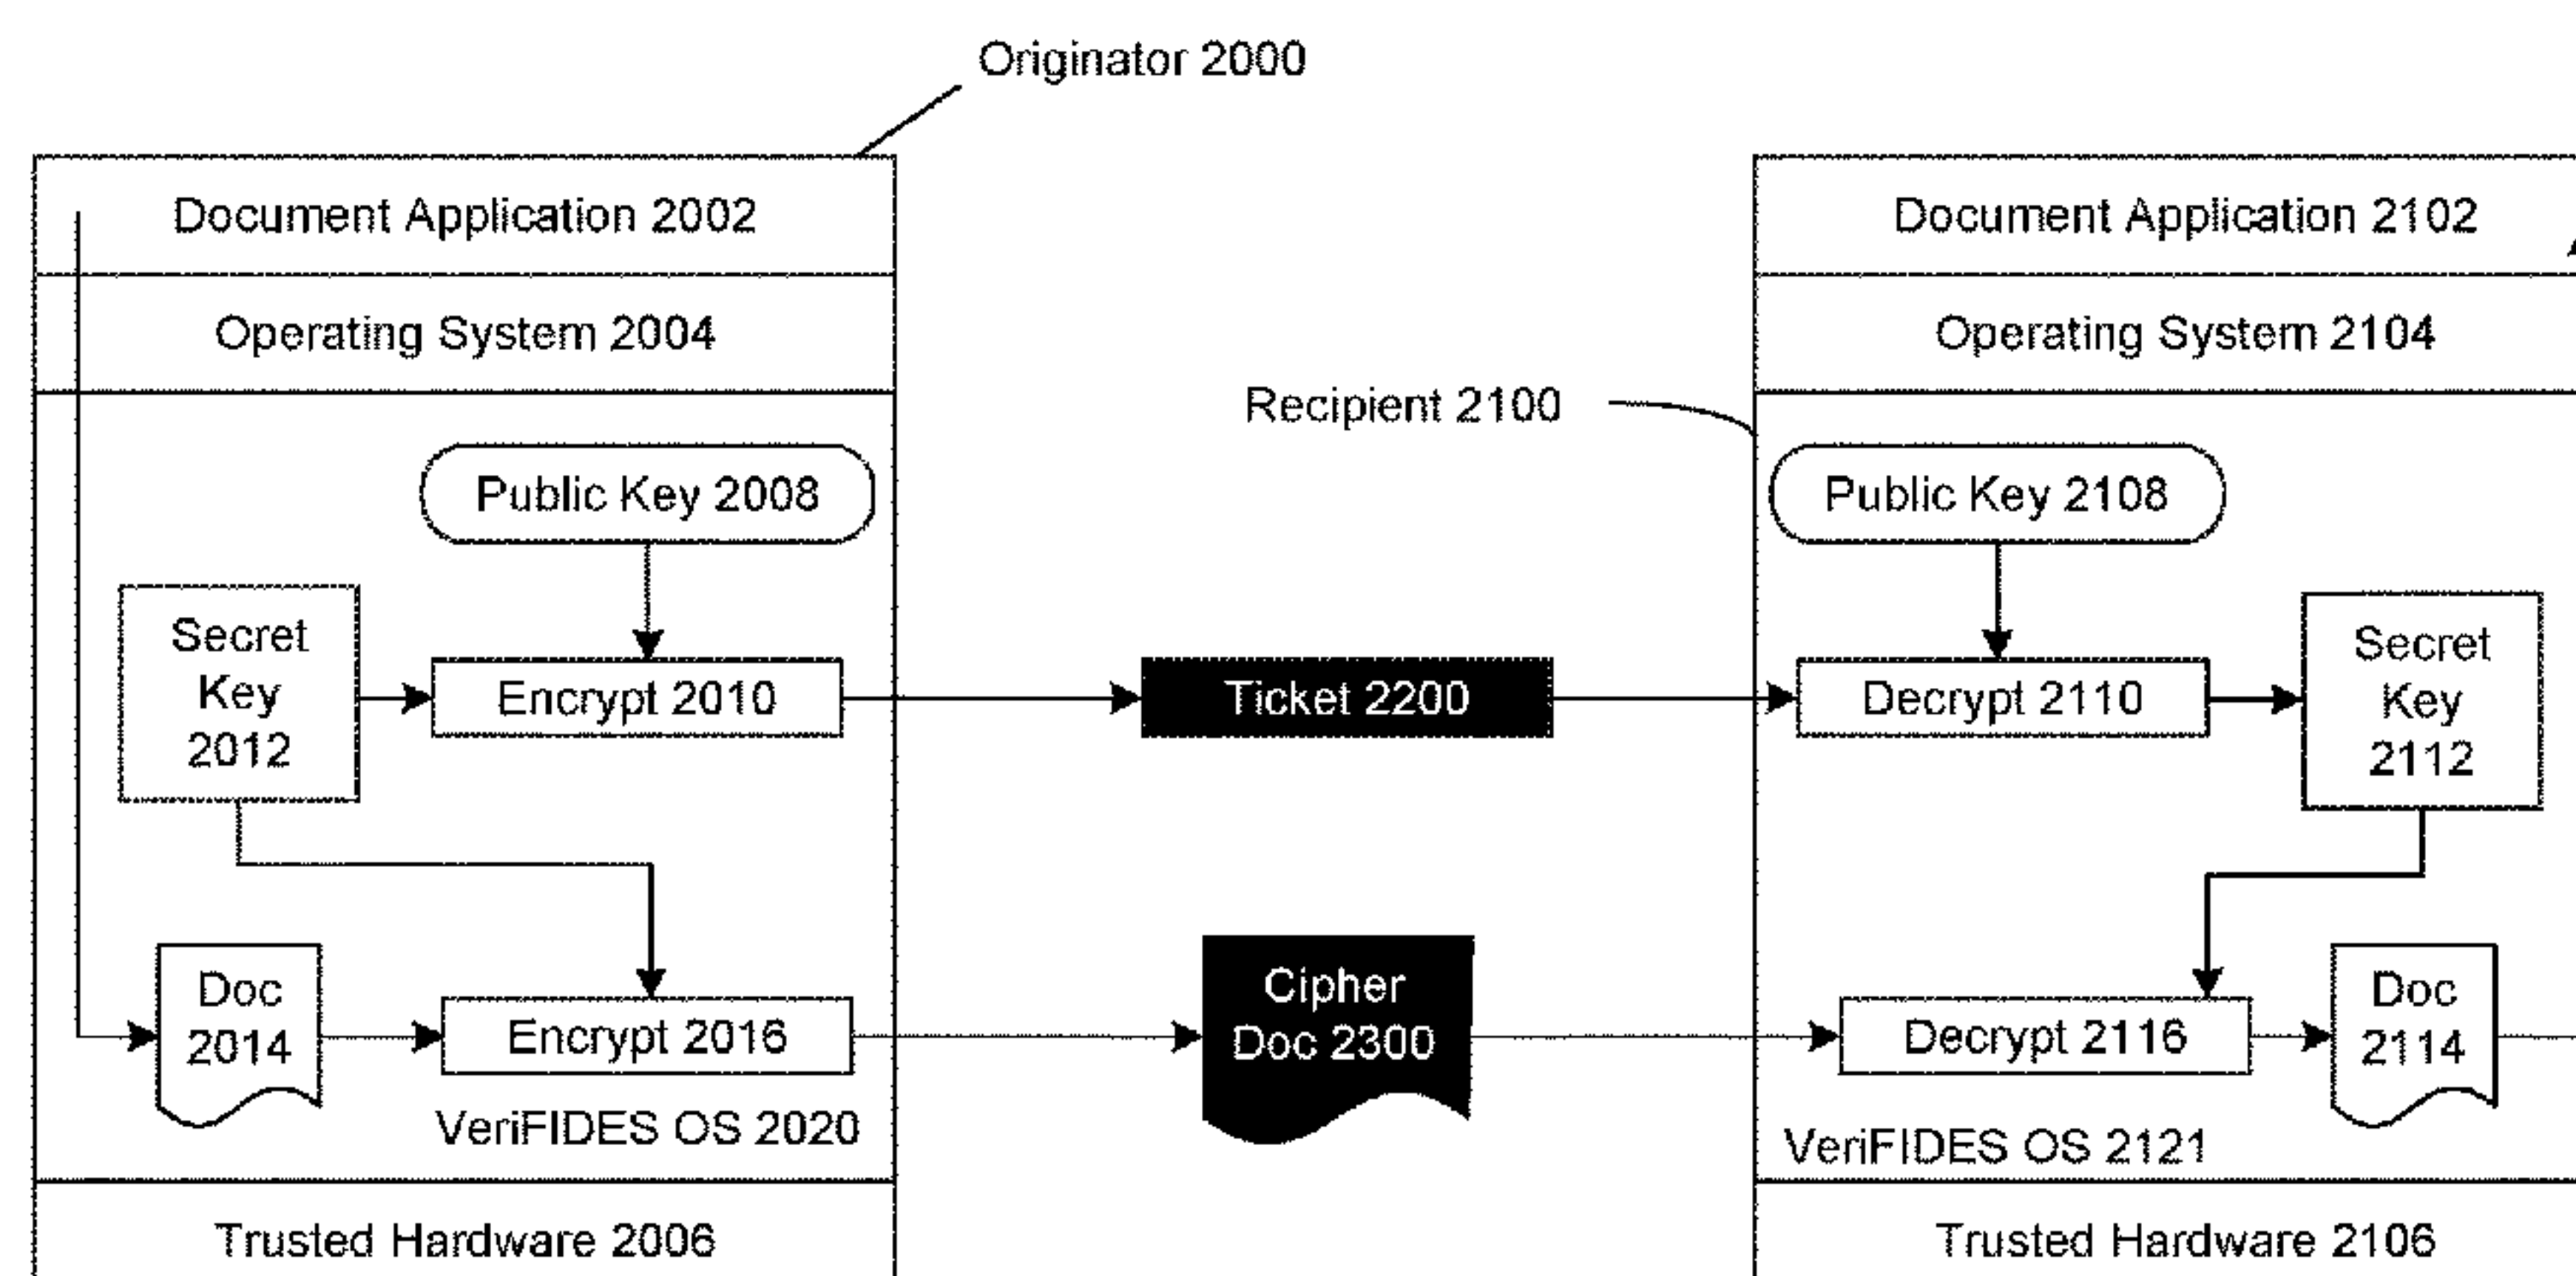 Originator 2000
Document Application 2002
Operating System 2004
Public Key 2008
Secret
Key
2012
Encrypt 2010
Doc
2014
Encrypt 2016
VeriFIDES OS 2020
Trusted Hardware 2006
Ticket 2200
Cipher
Doc 2300
Recipient 2100
Document Application 2102
Operating System 2104
Public Key 2108
Decrypt 2110
Secret
Key
2112
Decrypt 2116
Doc
2114
VeriFIDES OS 2121
Trusted Hardware 2106